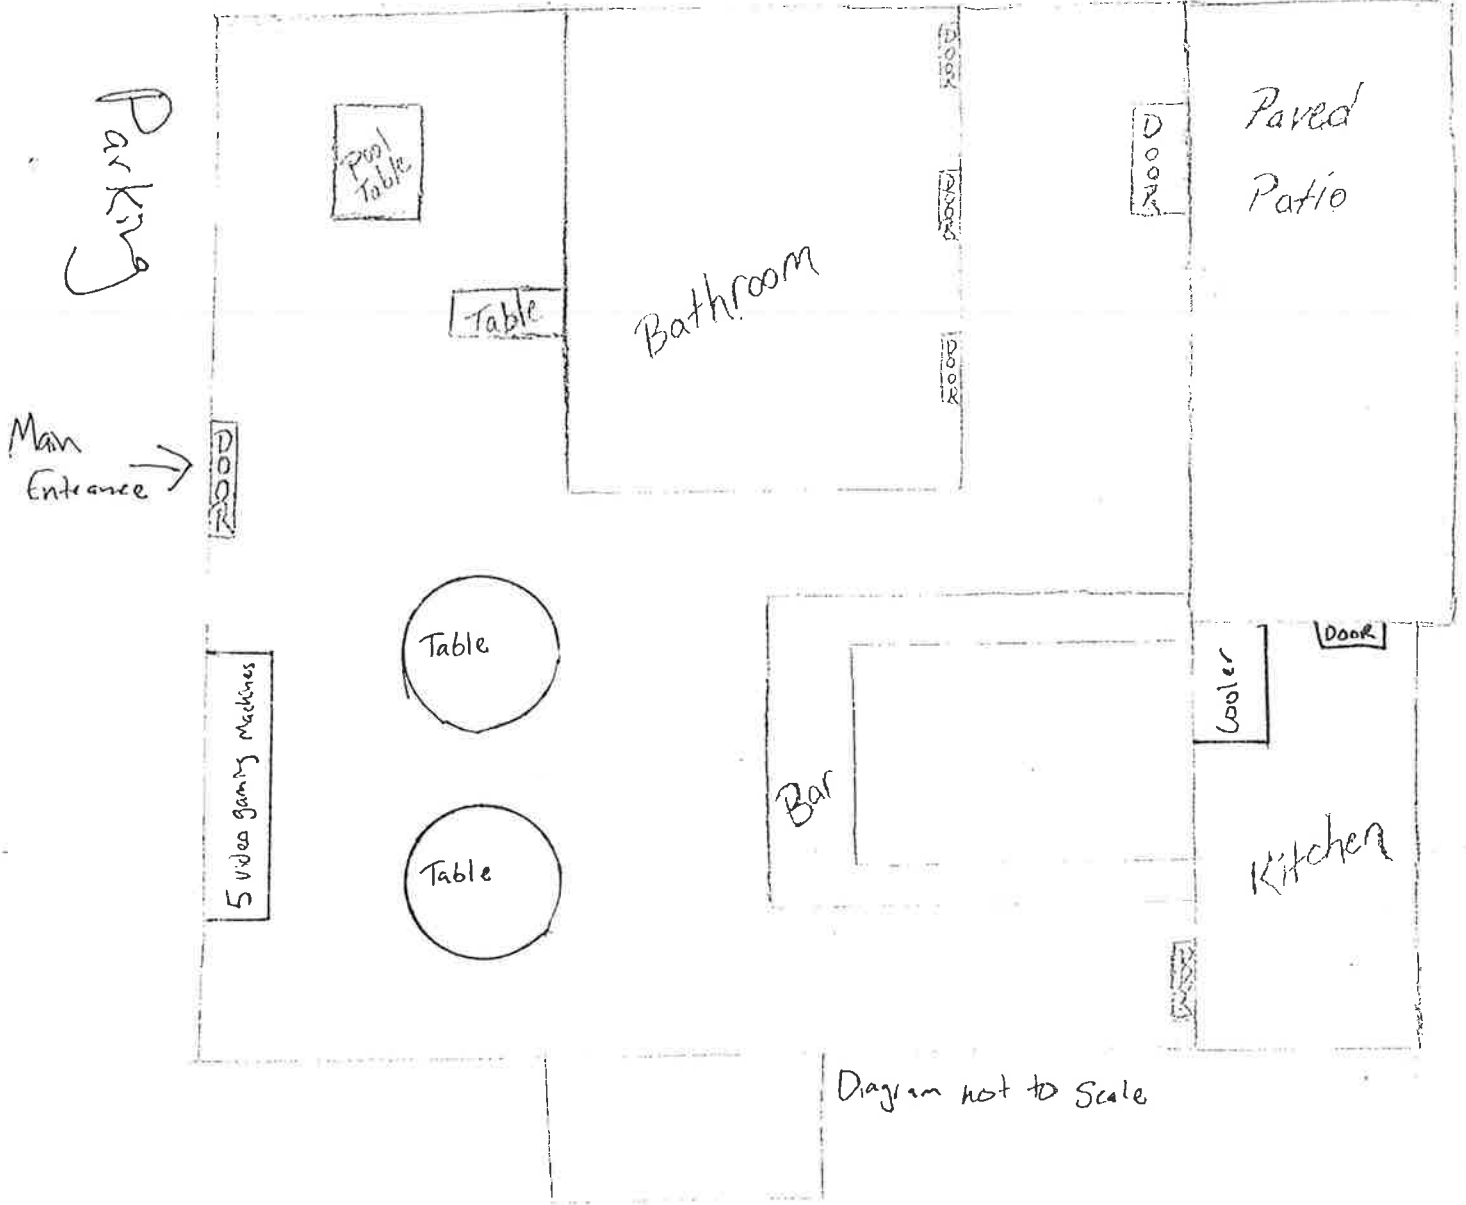 Parking
Pool
Table
DOOR
DOOR
DOOR
DOOR
Paved
Patio
Table
Bathroom
Main
Entrance
DOOR
Table
5 video gaming Machines
Table
Bar
Cooler
DOOR
Kitchen
Diagram not to Scale